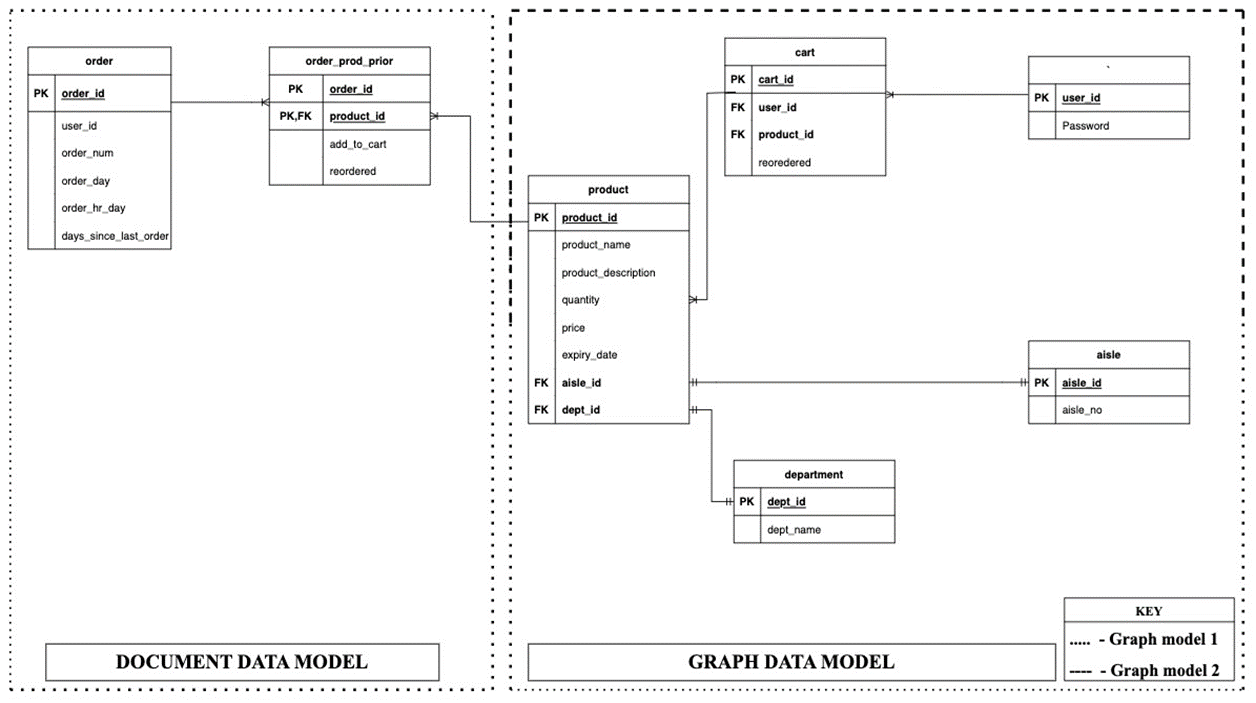 order
PK order_id
user_id
order_num
order_day
order_hr_day
days_since_last_order
order_prod_prior
PK order_id
PK,FK product_id
add_to_cart
reordered
DOCUMENT DATA MODEL
product
PK product_id
product_name
product_description
quantity
price
expiry_date
FK aisle_id
FK dept_id
cart
PK cart_id
FK user_id
FK product_id
reoredered
`
PK user_id
Password
aisle
PK aisle_id
aisle_no
department
PK dept_id
dept_name
GRAPH DATA MODEL
KEY
..... - Graph model 1
---- - Graph model 2